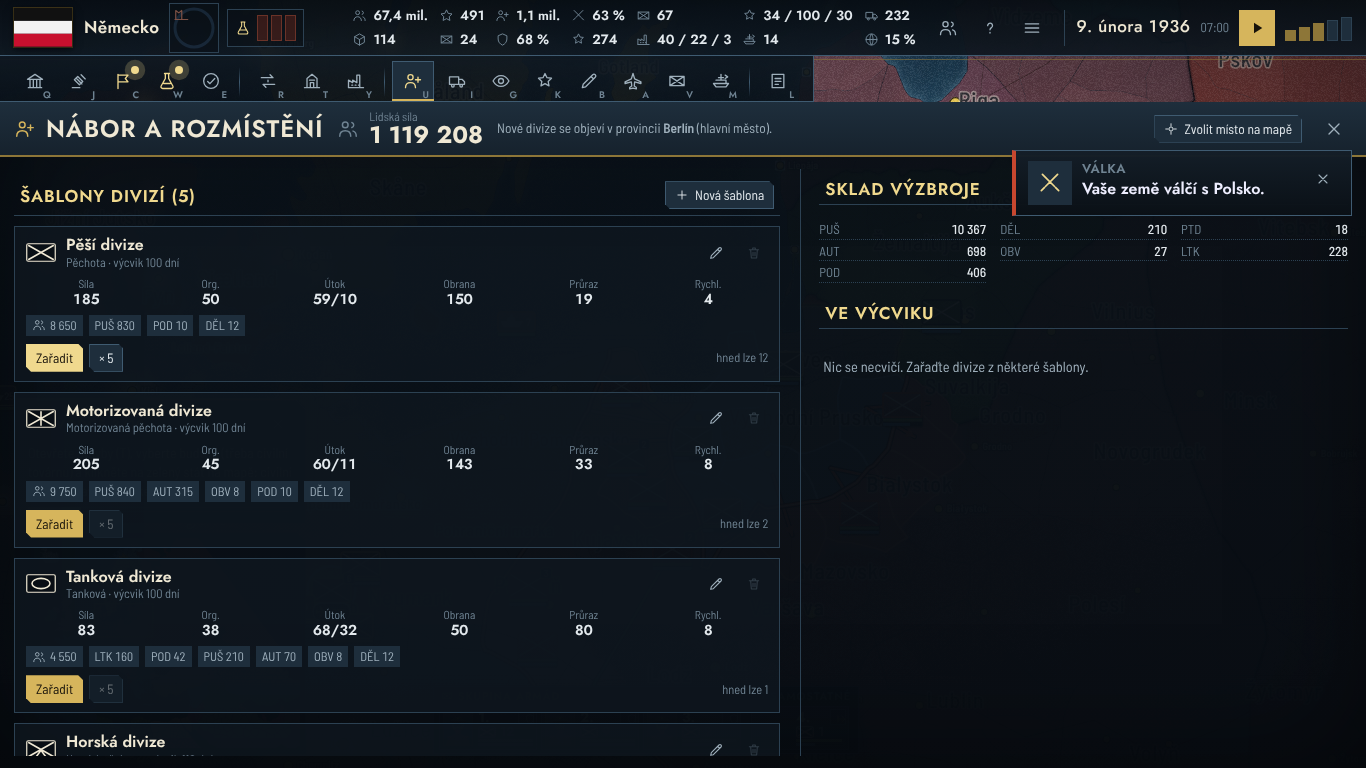 Německo
67,4 mil. 491 1,1 mil. 63 % 67 34 / 100 / 30 232
114 24 68 % 274 40 / 22 / 3 14 15 %
?
9. února 1936 07:00
Q J C W E R T Y U I G K B A V M L
Pskov
Riga
NÁBOR A ROZMÍSTĚNÍ
Lidská síla
1 119 208
Nové divize se objeví v provincii Berlín (hlavní město).
Zvolit místo na mapě
VÁLKA
Vaše země válčí s Polsko.
ŠABLONY DIVIZÍ (5)
Nová šablona
Pěší divize
Pěchota · výcvik 100 dní
Síla Org. Útok Obrana Průraz Rychl.
185 50 59/10 150 19 4
8 650 PUŠ 830 POD 10 DĚL 12
Zařadit ×5 hned lze 12
Motorizovaná divize
Motorizovaná pěchota · výcvik 100 dní
Síla Org. Útok Obrana Průraz Rychl.
205 45 60/11 143 33 8
9 750 PUŠ 840 AUT 315 OBV 8 POD 10 DĚL 12
Zařadit ×5 hned lze 2
Tanková divize
Tanková · výcvik 100 dní
Síla Org. Útok Obrana Průraz Rychl.
83 38 68/32 50 80 8
4 550 LTK 160 POD 42 PUŠ 210 AUT 70 OBV 8 DĚL 12
Zařadit ×5 hned lze 1
Horská divize
SKLAD VÝZBROJE
PUŠ 10 367 DĚL 210 PTD 18
AUT 698 OBV 27 LTK 228
POD 406
VE VÝCVIKU
Nic se necvičí. Zařaďte divize z některé šablony.